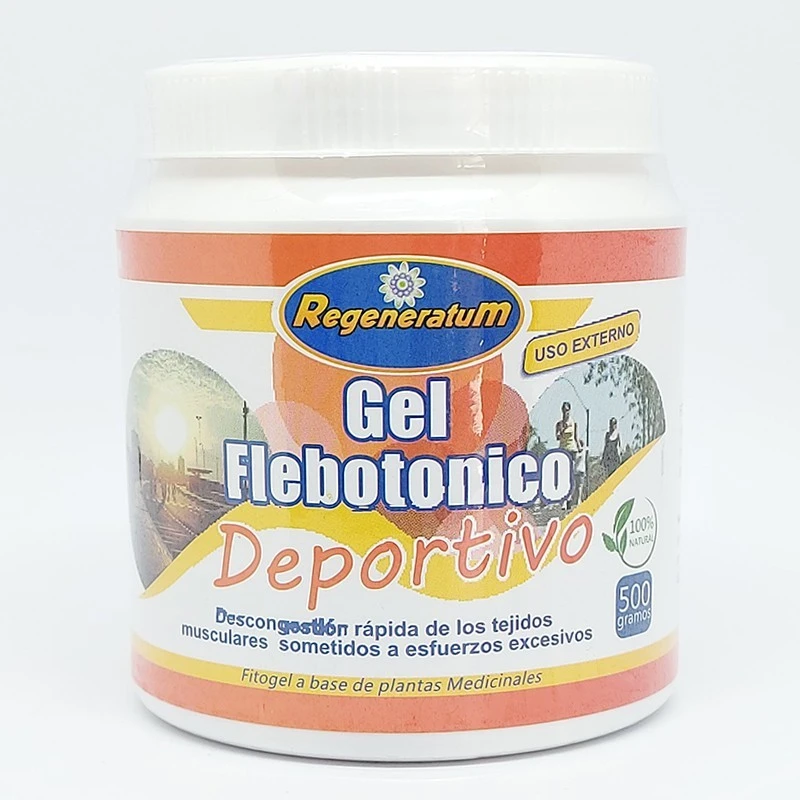 Regeneratum
USO EXTERNO
Gel
Flebotonico
Deportivo
100%
NATURAL
500
gramos
Descongestión rápida de los tejidos
musculares sometidos a esfuerzos excesivos
Fitogel a base de plantas Medicinales